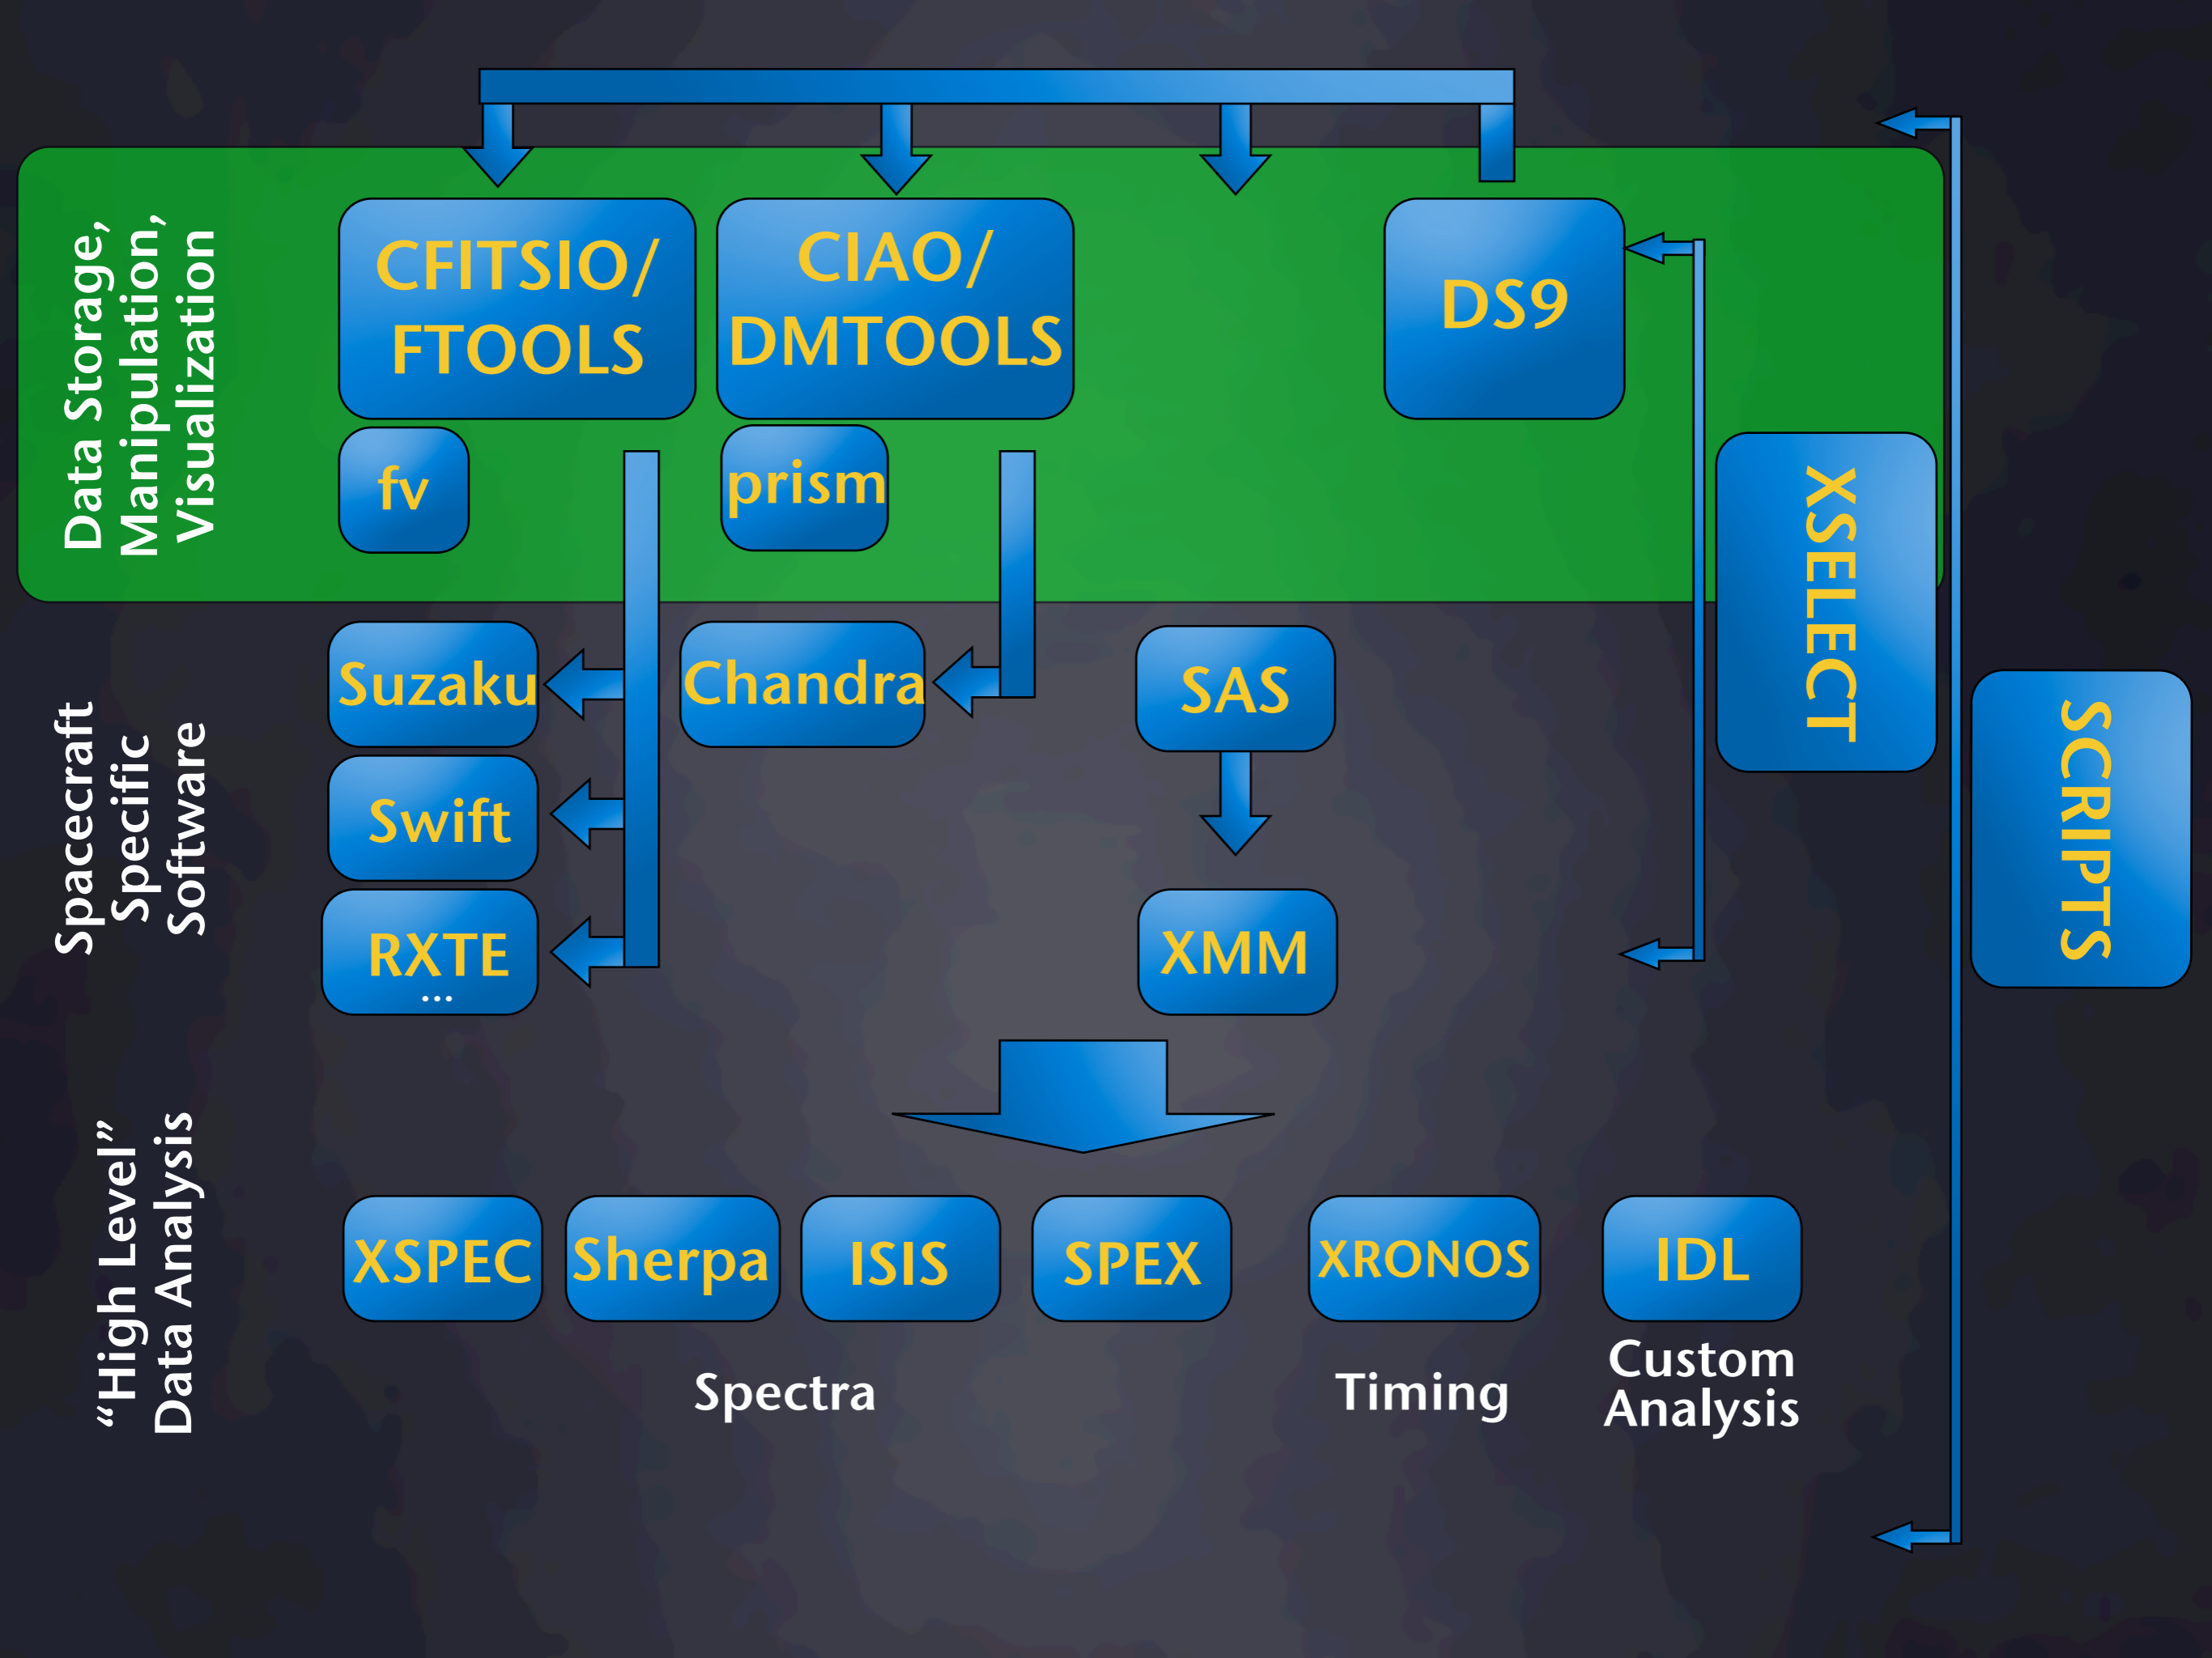 Data Storage,
Manipulation,
Visualization
CFITSIO/
FTOOLS
CIAO/
DMTOOLS
DS9
fv
prism
XSELECT
Spacecraft
Specific
Software
Suzaku
Chandra
SAS
Swift
RXTE
...
XMM
SCRIPTS
“High Level”
Data Analysis
XSPEC
Sherpa
ISIS
SPEX
XRONOS
IDL
Spectra
Timing
Custom
Analysis